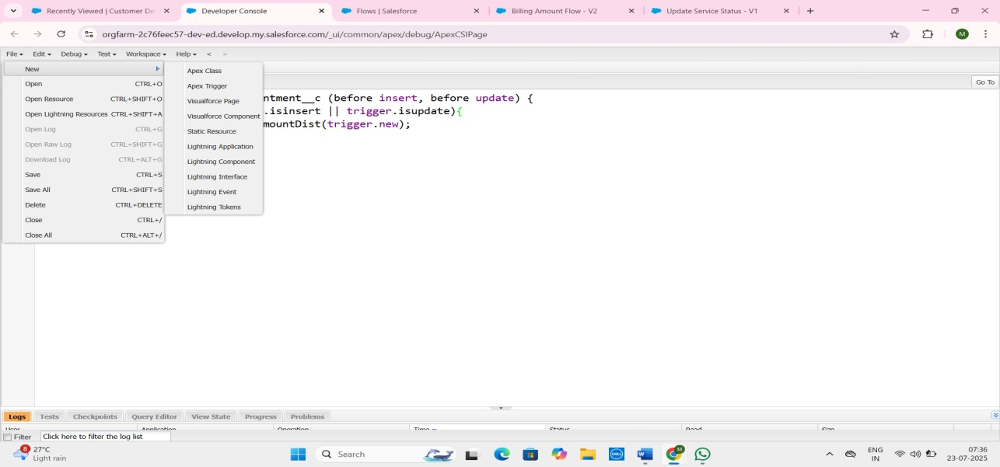 Recently Viewed | Customer De
Developer Console
Flows | Salesforce
Billing Amount Flow - V2
Update Service Status - V1
orgfarm-2c76feec57-dev-ed.develop.my.salesforce.com/_ui/common/apex/debug/ApexCSIPage
M
File Edit Debug Test Workspace Help < >
New
Open CTRL+O
Open Resource CTRL+SHIFT+O
Open Lightning Resources CTRL+SHIFT+A
Open Log CTRL+G
Open Raw Log CTRL+SHIFT+G
Download Log CTRL+ALT+G
Save CTRL+S
Save All CTRL+SHIFT+S
Delete CTRL+DELETE
Close CTRL+/
Close All CTRL+ALT+/
Apex Class
Apex Trigger
Visualforce Page
Visualforce Component
Static Resource
Lightning Application
Lightning Component
Lightning Interface
Lightning Event
Lightning Tokens
Go To
ntment__c (before insert, before update) {
.isinsert || trigger.isupdate){
mountDist(trigger.new);
Logs Tests Checkpoints Query Editor View State Progress Problems
User Application Operation Time Status Read Size
Filter Click here to filter the log list
8
27°C
Light rain
Search
DELL
W
M
ENG
IN
07:36
23-07-2025